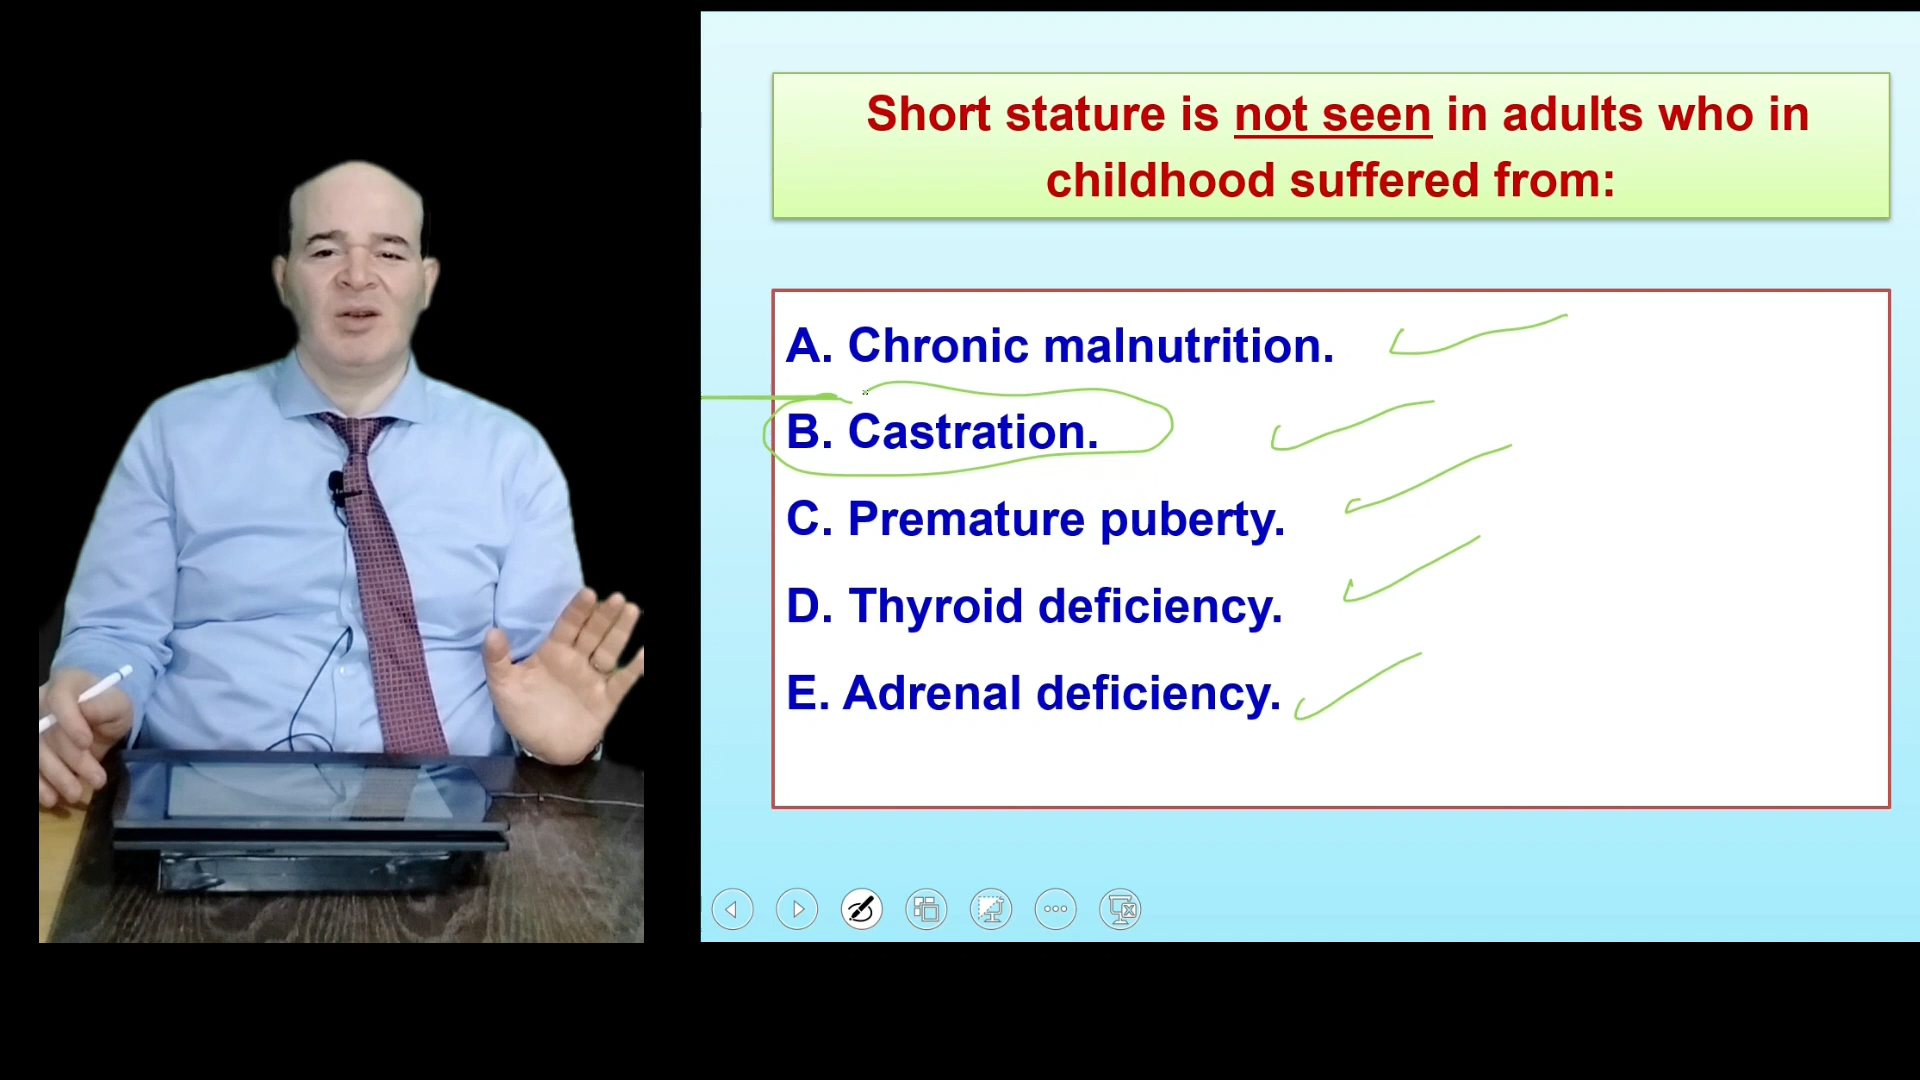 Short stature is not seen in adults who in
childhood suffered from:
A. Chronic malnutrition.
B. Castration.
C. Premature puberty.
D. Thyroid deficiency.
E. Adrenal deficiency.